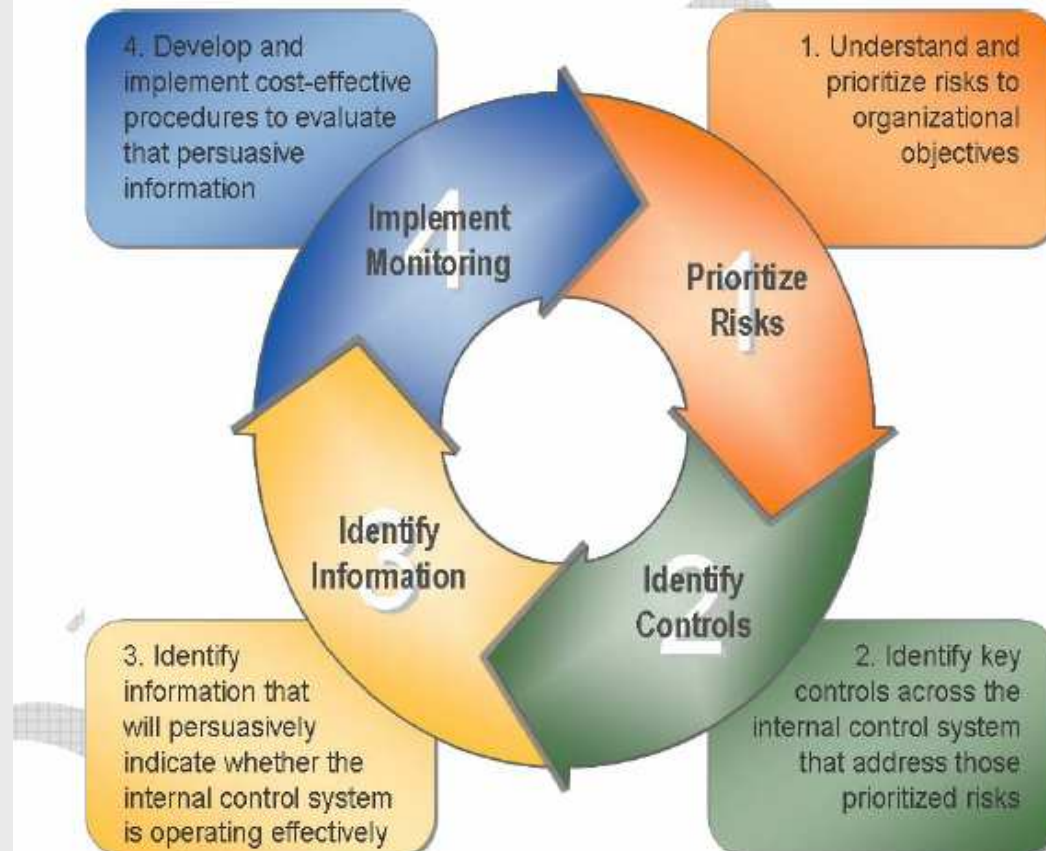 4. Develop and
implement cost-effective
procedures to evaluate
that persuasive
information
1. Understand and
prioritize risks to
organizational
objectives
4
Implement
Monitoring
1
Prioritize
Risks
3
Identify
Information
2
Identify
Controls
3. Identify
information that
will persuasively
indicate whether the
internal control system
is operating effectively
2. Identify key
controls across the
internal control system
that address those
prioritized risks